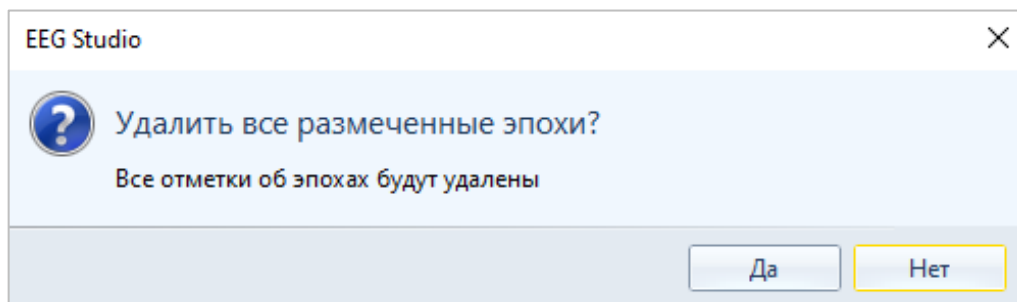 EEG Studio
Удалить все размеченные эпохи?
Все отметки об эпохах будут удалены
Да
Нет